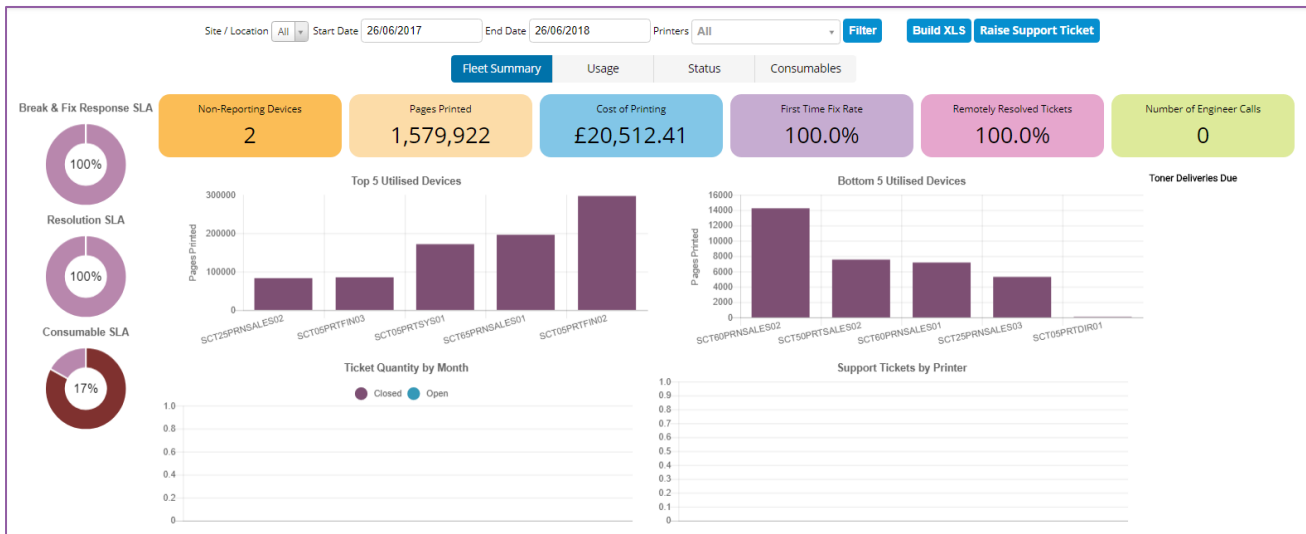 Site / Location All Start Date 26/06/2017 End Date 26/06/2018 Printers All Filter Build XLS Raise Support Ticket
Fleet Summary Usage Status Consumables
Break & Fix Response SLA
100%
Resolution SLA
100%
Consumable SLA
17%
Non-Reporting Devices
2
Pages Printed
1,579,922
Cost of Printing
£20,512.41
First Time Fix Rate
100.0%
Remotely Resolved Tickets
100.0%
Number of Engineer Calls
0
Top 5 Utilised Devices
Pages Printed
300000
200000
100000
0
SCT25PRNSALES02
SCT05PRTFIN03
SCT05PRTSYS01
SCT65PRNSALES01
SCT05PRTFIN02
Bottom 5 Utilised Devices
Pages Printed
16000
14000
12000
10000
8000
6000
4000
2000
0
SCT60PRNSALES02
SCT50PRTSALES02
SCT60PRNSALES01
SCT25PRNSALES03
SCT05PRTDIR01
Toner Deliveries Due
Ticket Quantity by Month
Closed Open
1.0
0.8
0.6
0.4
0.2
0
Support Tickets by Printer
1.0
0.9
0.8
0.7
0.6
0.5
0.4
0.3
0.2
0.1
0